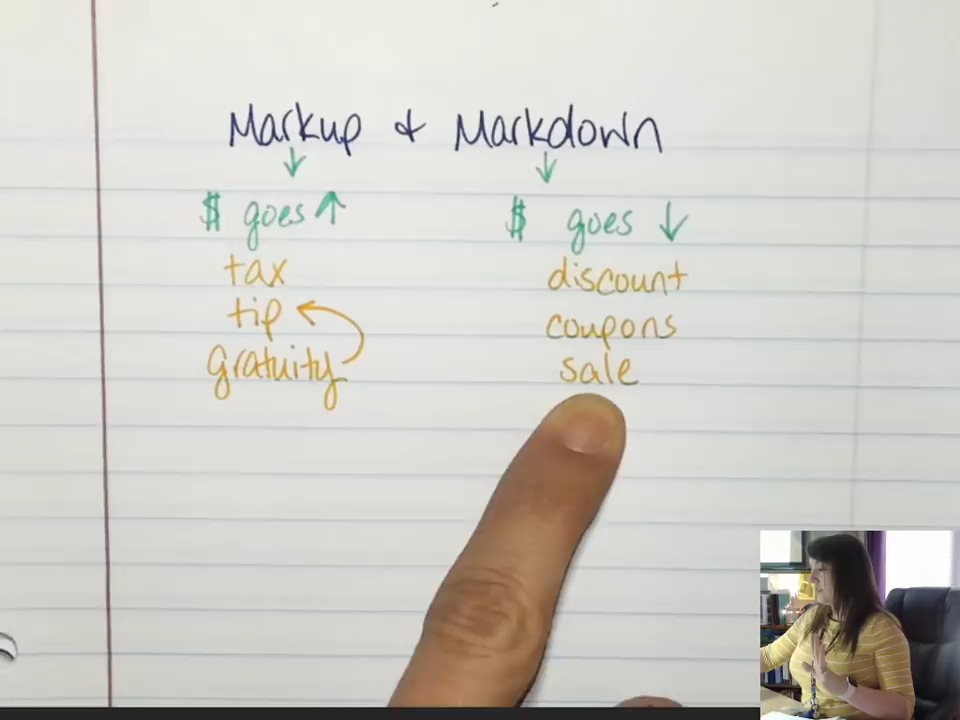 Markup & Markdown
↓ ↓
$ goes ↑ $ goes ↓
tax discount
tip coupons
gratuity sale